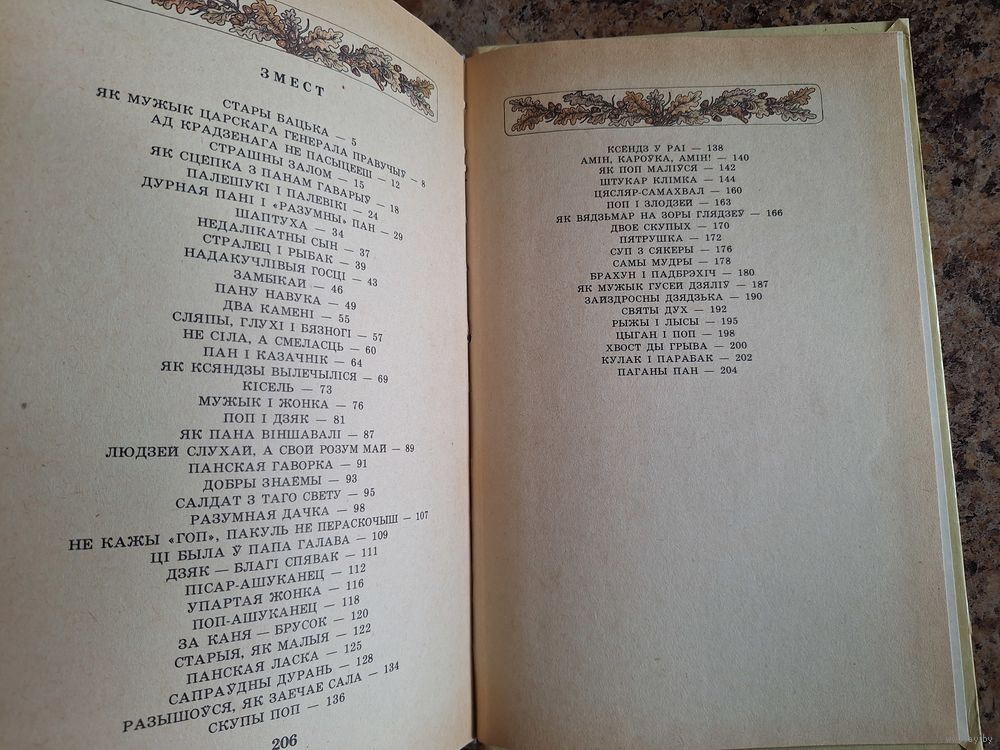 ЗМЕСТ
СТАРЫ БАЦЬКА — 5
ЯК МУЖЫК ЦАРСКАГА ГЕНЕРАЛА ПРАВУЧЫЎ — 8
АД КРАДЗЕНАГА НЕ ПАСЫЦЕЕШ — 12
СТРАШНЫ ЗАЛОМ — 15
ЯК СЦЕПКА З ПАНАМ ГАВАРЫЎ — 18
ПАЛЕШУКІ І ПАЛЕВІКІ — 24
ДУРНАЯ ПАНІ І «РАЗУМНЫ» ПАН — 29
ШАПТУХА — 34
НЕДАЛІКАТНЫ СЫН — 37
СТРАЛЕЦ І РЫБАК — 39
НАДАКУЧЛІВЫЯ ГОСЦІ — 43
ЗАМЫКАЙ — 46
ПАНУ НАВУКА — 49
ДВА КАМЕНІ — 55
СЛЯПЫ, ГЛУХІ І БЯЗНОГІ — 57
НЕ СІЛА, А СМЕЛАСЦЬ — 60
ПАН І КАЗАЧНІК — 64
ЯК КСЯНДЗЫ ВЫЛЕЧЫЛІСЯ — 69
КІСЕЛЬ — 73
МУЖЫК І ЖОНКА — 76
ПОП І ДЗЯК — 81
ЯК ПАНА ВІНШАВАЛІ — 87
ЛЮДЗЕЙ СЛУХАЙ, А СВОЙ РОЗУМ МАЙ — 89
ПАНСКАЯ ГАВОРКА — 91
ДОБРЫ ЗНАЁМЫ — 93
САЛДАТ З ТАГО СВЕТУ — 95
РАЗУМНАЯ ДАЧКА — 98
НЕ КАЖЫ «ГОП», ПАКУЛЬ НЕ ПЕРАСКОЧЫШ — 107
ЦІ БЫЛА Ў ПАПА ГАЛАВА — 109
ДЗЯК — БЛАГІ СПЯВАК — 111
ПІСАР-АШУКАНЕЦ — 112
УПАРТАЯ ЖОНКА — 116
ПОП-АШУКАНЕЦ — 118
ЗА КАНЯ — БРУСОК — 120
СТАРЫЯ, ЯК МАЛЫЯ — 122
ПАНСКАЯ ЛАСКА — 125
САПРАЎДНЫ ДУРАНЬ — 128
РАЗЫШОЎСЯ, ЯК ЗАЕЧАЕ САЛА — 134
СКУПЫ ПОП — 136
206
КСЁНДЗ У РАІ — 138
АМІН, КАРОЎКА, АМІН! — 140
ЯК ПОП МАЛІЎСЯ — 142
ШТУКАР КЛІМКА — 144
ЦЯСЛЯР-САМАХВАЛ — 160
ПОП І ЗЛОДЗЕЙ — 163
ЯК ВЯДЗЬМАР НА ЗОРЫ ГЛЯДЗЕЎ — 166
ДВОЕ СКУПЫХ — 170
ПЯТРУШКА — 172
СУП З СЯКЕРЫ — 176
САМЫ МУДРЫ — 178
БРАХУН І ПАДБРЭХІЧ — 180
ЯК МУЖЫК ГУСЕЙ ДЗЯЛІЎ — 187
ЗАЙЗДРОСНЫ ДЗЯДЗЬКА — 190
СВЯТЫ ДУХ — 192
РЫЖЫ І ЛЫСЫ — 195
ЦЫГАН І ПОП — 198
ХВОСТ ДЫ ГРЫВА — 200
КУЛАК І ПАРАБАК — 202
ПАГАНЫ ПАН — 204